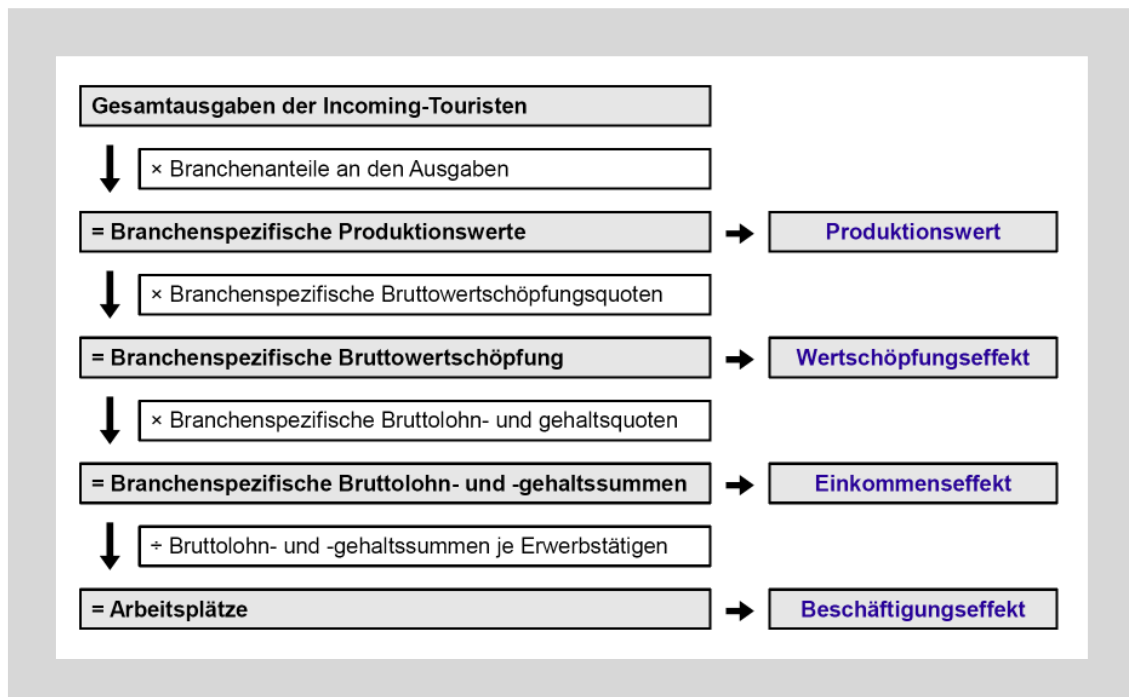 Gesamtausgaben der Incoming-Touristen
× Branchenanteile an den Ausgaben
= Branchenspezifische Produktionswerte
Produktionswert
× Branchenspezifische Bruttowertschöpfungsquoten
= Branchenspezifische Bruttowertschöpfung
Wertschöpfungseffekt
× Branchenspezifische Bruttolohn- und gehaltsquoten
= Branchenspezifische Bruttolohn- und -gehaltssummen
Einkommenseffekt
÷ Bruttolohn- und -gehaltssummen je Erwerbstätigen
= Arbeitsplätze
Beschäftigungseffekt